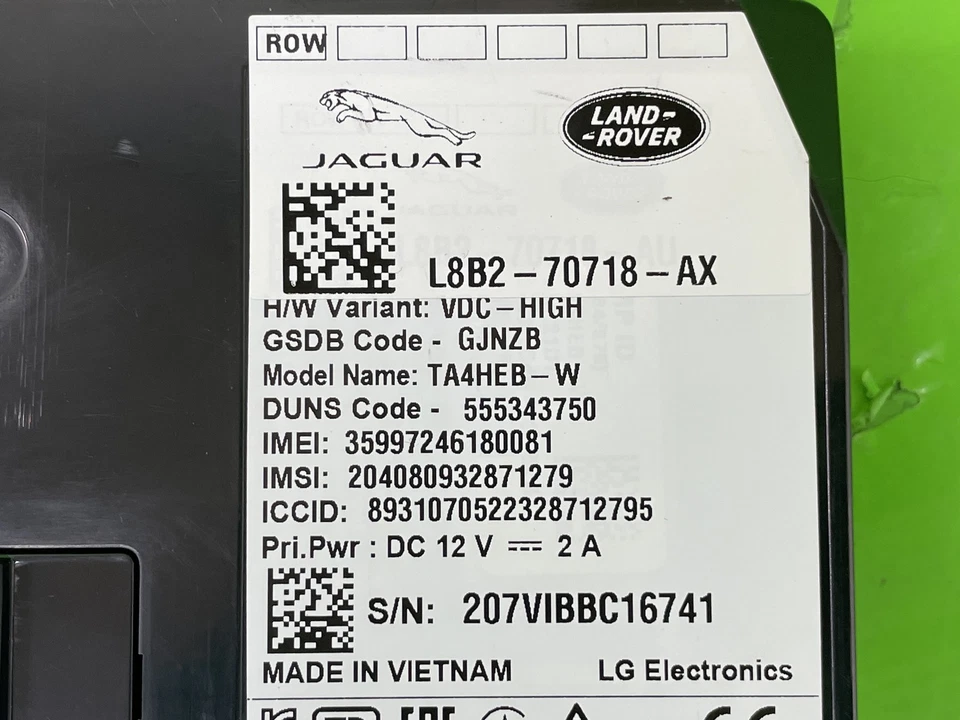 ROW
JAGUAR
LAND-
-ROVER
L8B2-70718-AX
H/W Variant: VDC-HIGH
GSDB Code - GJNZB
Model Name: TA4HEB-W
DUNS Code - 555343750
IMEI: 35997246180081
IMSI: 204080932871279
ICCID: 8931070522328712795
Pri.Pwr : DC 12 V ⎓ 2 A
S/N: 207VIBBC16741
MADE IN VIETNAM LG Electronics